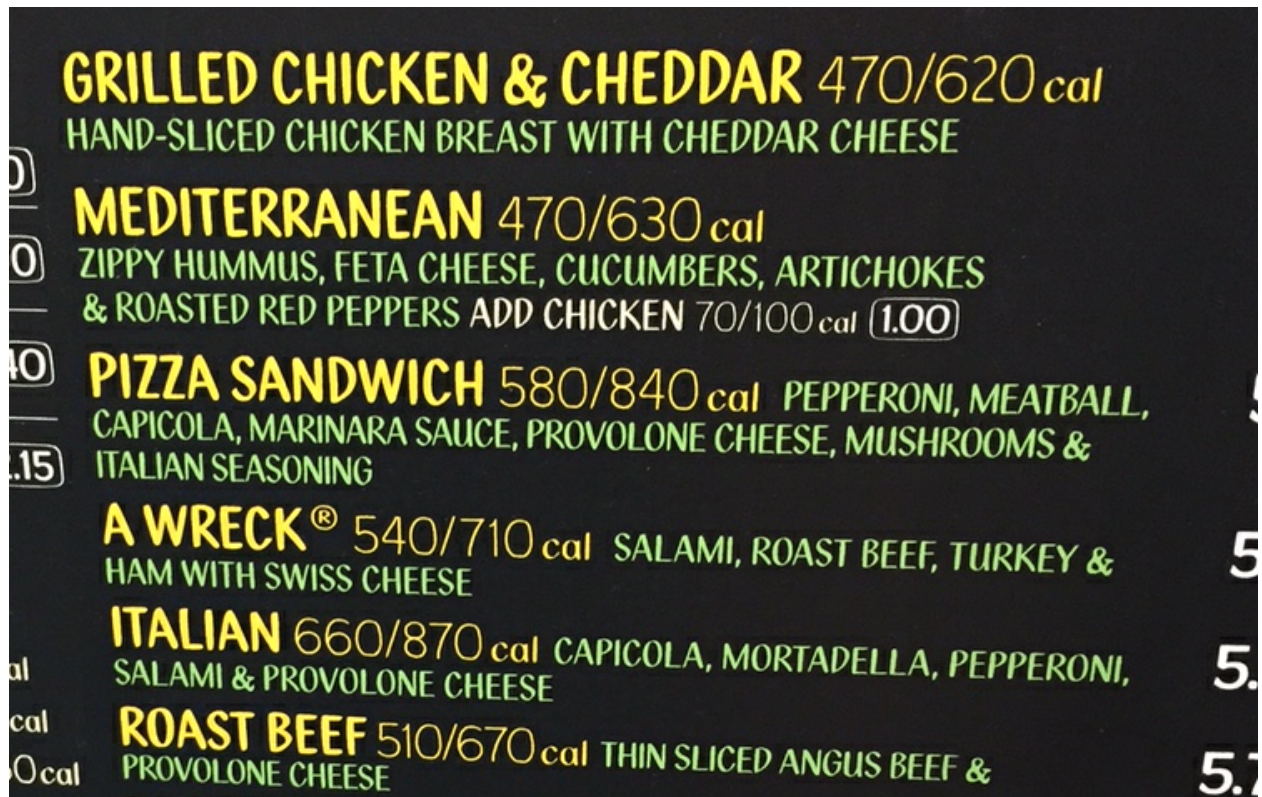 GRILLED CHICKEN & CHEDDAR 470/620 cal
HAND-SLICED CHICKEN BREAST WITH CHEDDAR CHEESE
MEDITERRANEAN 470/630 cal
ZIPPY HUMMUS, FETA CHEESE, CUCUMBERS, ARTICHOKES
& ROASTED RED PEPPERS ADD CHICKEN 70/100 cal 1.00
PIZZA SANDWICH 580/840 cal PEPPERONI, MEATBALL,
CAPICOLA, MARINARA SAUCE, PROVOLONE CHEESE, MUSHROOMS &
.15 ITALIAN SEASONING
A WRECK® 540/710 cal SALAMI, ROAST BEEF, TURKEY &
HAM WITH SWISS CHEESE
ITALIAN 660/870 cal CAPICOLA, MORTADELLA, PEPPERONI,
SALAMI & PROVOLONE CHEESE
cal
ROAST BEEF 510/670 cal THIN SLICED ANGUS BEEF &
PROVOLONE CHEESE
0 cal